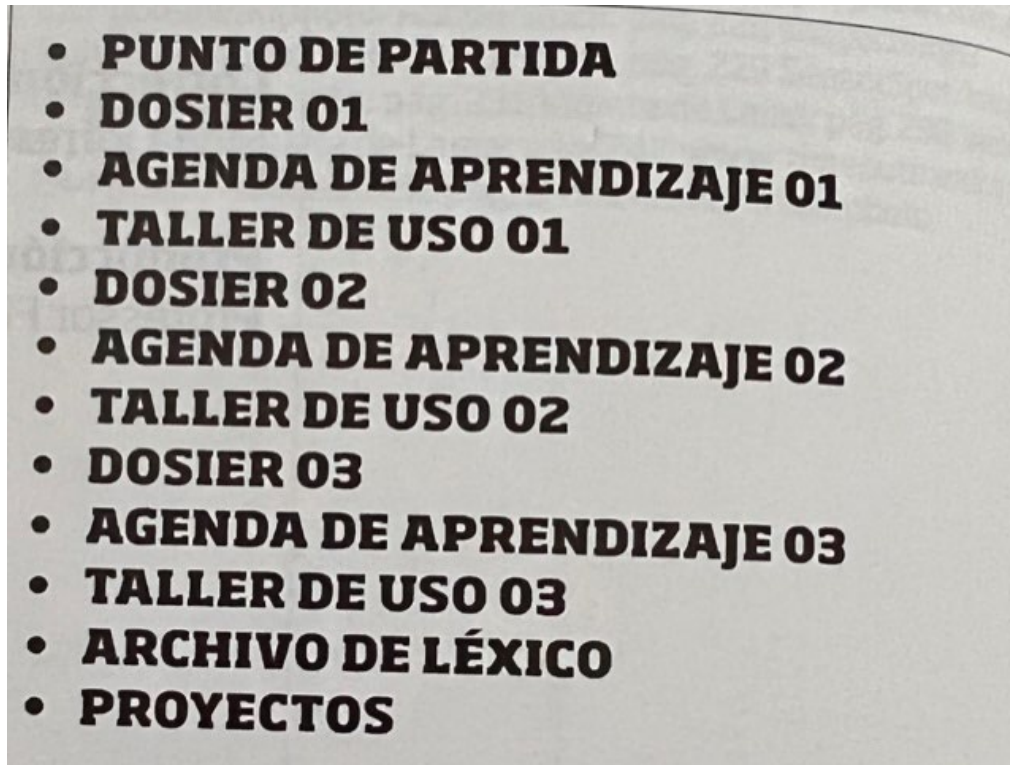 • PUNTO DE PARTIDA
• DOSIER 01
• AGENDA DE APRENDIZAJE 01
• TALLER DE USO 01
• DOSIER 02
• AGENDA DE APRENDIZAJE 02
• TALLER DE USO 02
• DOSIER 03
• AGENDA DE APRENDIZAJE 03
• TALLER DE USO 03
• ARCHIVO DE LÉXICO
• PROYECTOS